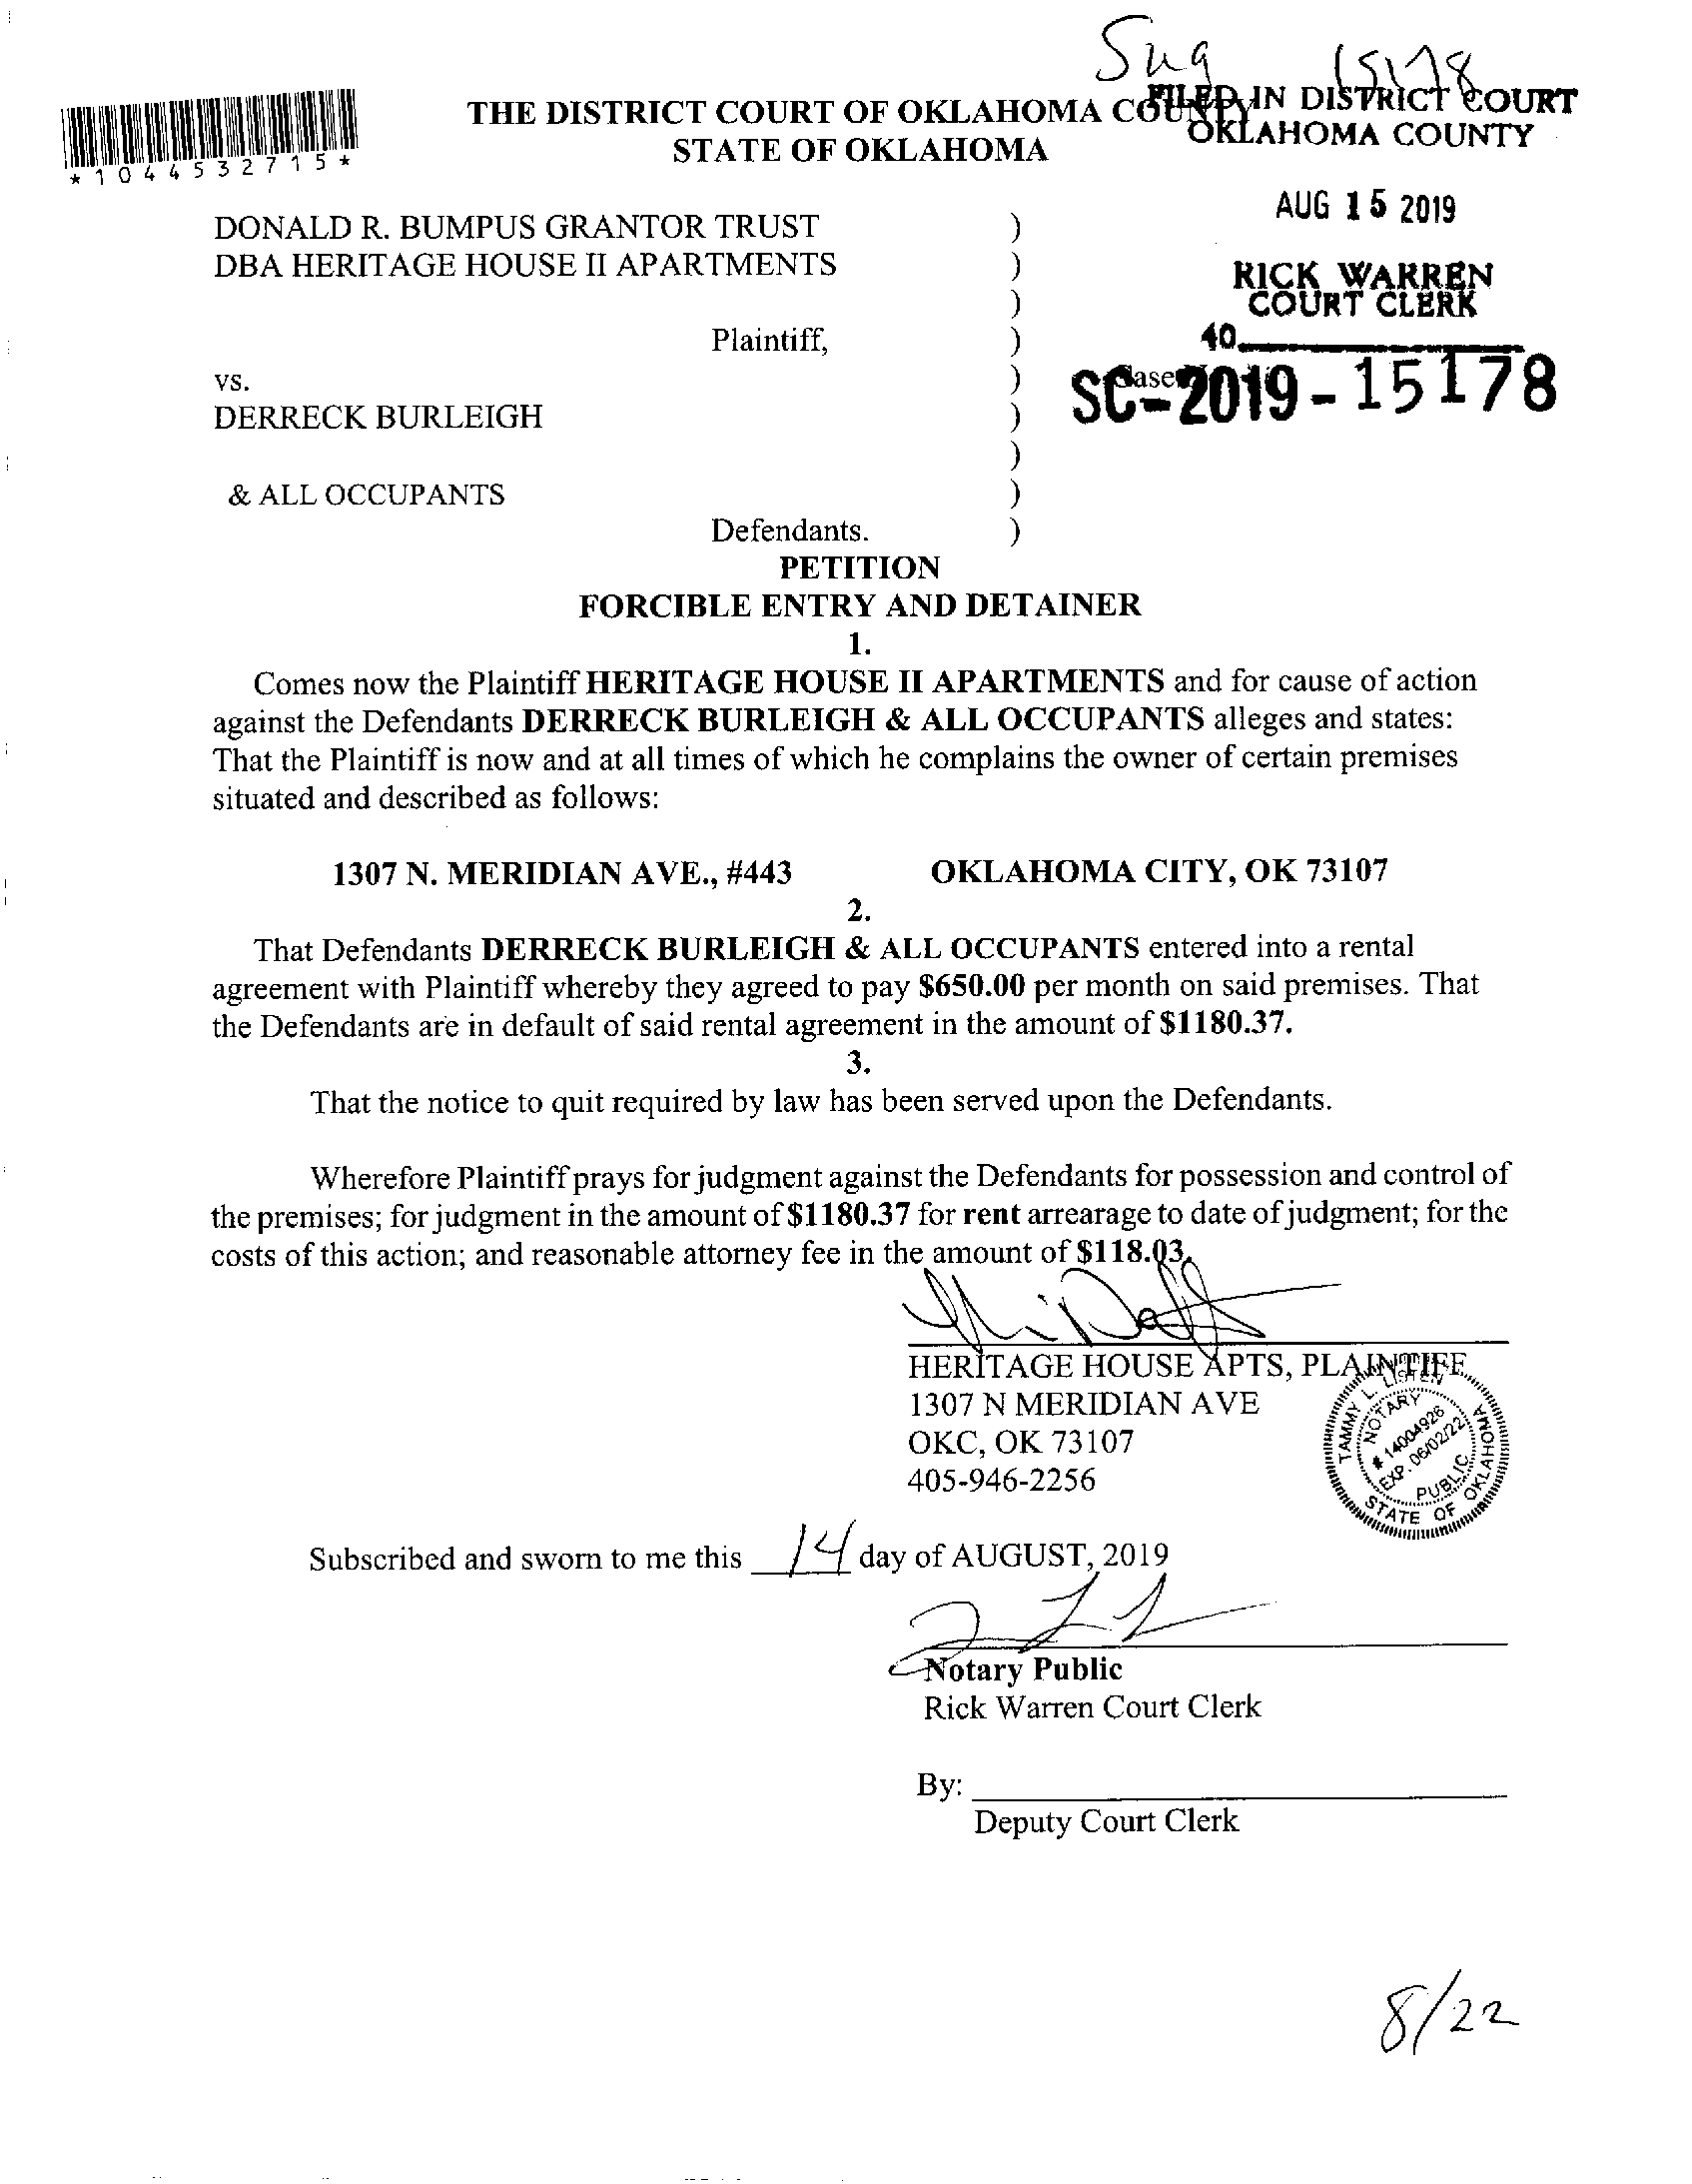 15178
FILED IN DISTRICT COURT
OKLAHOMA COUNTY
*1044532715*
THE DISTRICT COURT OF OKLAHOMA COUNTY
STATE OF OKLAHOMA
AUG 15 2019
RICK WARREN
COURT CLERK
40
SC-2019-15178
Case
DONALD R. BUMPUS GRANTOR TRUST )
DBA HERITAGE HOUSE II APARTMENTS )
)
Plaintiff, )
vs. )
DERRECK BURLEIGH )
)
& ALL OCCUPANTS )
Defendants. )
PETITION
FORCIBLE ENTRY AND DETAINER
1.
Comes now the Plaintiff HERITAGE HOUSE II APARTMENTS and for cause of action
against the Defendants DERRECK BURLEIGH & ALL OCCUPANTS alleges and states:
That the Plaintiff is now and at all times of which he complains the owner of certain premises
situated and described as follows:
1307 N. MERIDIAN AVE., #443 OKLAHOMA CITY, OK 73107
2.
That Defendants DERRECK BURLEIGH & ALL OCCUPANTS entered into a rental
agreement with Plaintiff whereby they agreed to pay $650.00 per month on said premises. That
the Defendants are in default of said rental agreement in the amount of $1180.37.
3.
That the notice to quit required by law has been served upon the Defendants.
Wherefore Plaintiff prays for judgment against the Defendants for possession and control of
the premises; for judgment in the amount of $1180.37 for rent arrearage to date of judgment; for the
costs of this action; and reasonable attorney fee in the amount of $118.03.
HERITAGE HOUSE APTS, PLAINTIFF
1307 N MERIDIAN AVE
OKC, OK 73107
405-946-2256
TAMMY L. LISTEN
NOTARY
# 14004926
EXP. 06/02/22
PUBLIC
STATE OF OKLAHOMA
Subscribed and sworn to me this 14 day of AUGUST, 2019
Notary Public
Rick Warren Court Clerk
By:
Deputy Court Clerk
8/22